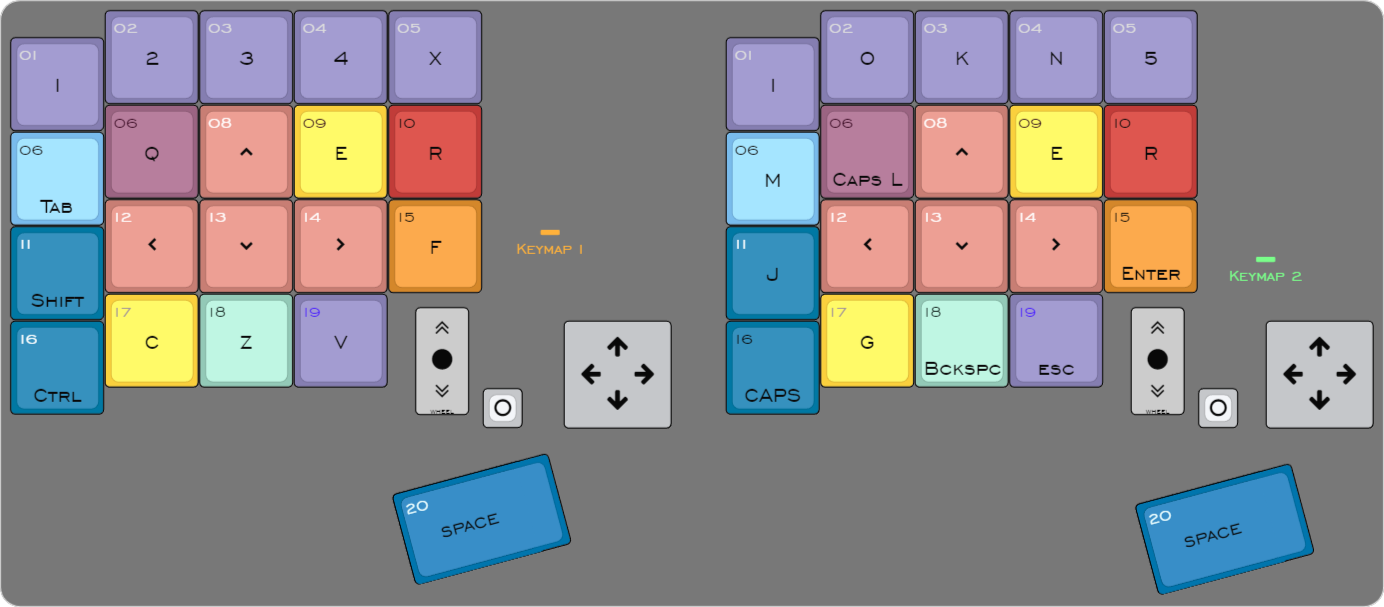 01
I
02
2
03
3
04
4
05
X
06
TAB
06
Q
08
^
09
E
10
R
11
SHIFT
12
<
13
⌄
14
>
15
F
16
CTRL
17
C
18
Z
19
V
WHEEL
20
SPACE
KEYMAP 1
01
I
02
O
03
K
04
N
05
5
06
M
06
CAPS L
08
^
09
E
10
R
11
J
12
<
13
⌄
14
>
15
ENTER
16
CAPS
17
G
18
BCKSPC
19
ESC
WHEEL
20
SPACE
KEYMAP 2